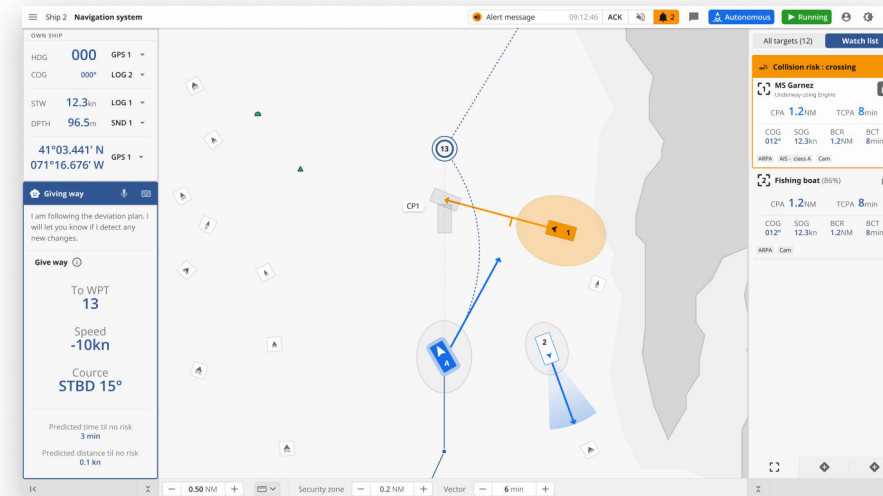 Ship 2 Navigation system
Alert message 09:12:46 ACK 2 Autonomous Running
OWN SHIP
HDG 000 GPS 1
COG 000° LOG 2
STW 12.3kn LOG 1
DPTH 96.5m SND 1
41°03.441' N
071°16.676' W
GPS 1
Giving way
I am following the deviation plan. I
will let you know if I detect any
new changes.
Give way
To WPT
13
Speed
-10kn
Cource
STBD 15°
Predicted time til no risk
3 min
Predicted distance til no risk
0.1 kn
13
CP1
1
2
A
0.50 NM
Security zone 0.2 NM
Vector 6 min
All targets (12) Watch list
Collision risk : crossing
1 MS Garnez
Underway using Engine
CPA 1.2NM TCPA 8min
COG SOG BCR BCT
012° 12.3kn 1.2NM 8min
ARPA AIS - class A Cam
2 Fishing boat (86%)
CPA 1.2NM TCPA 8min
COG SOG BCR BCT
012° 12.3kn 1.2NM 8min
ARPA Cam